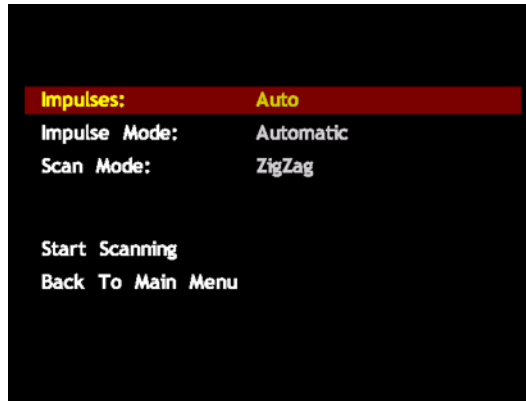 Impulses: Auto
Impulse Mode: Automatic
Scan Mode: ZigZag
Start Scanning
Back To Main Menu